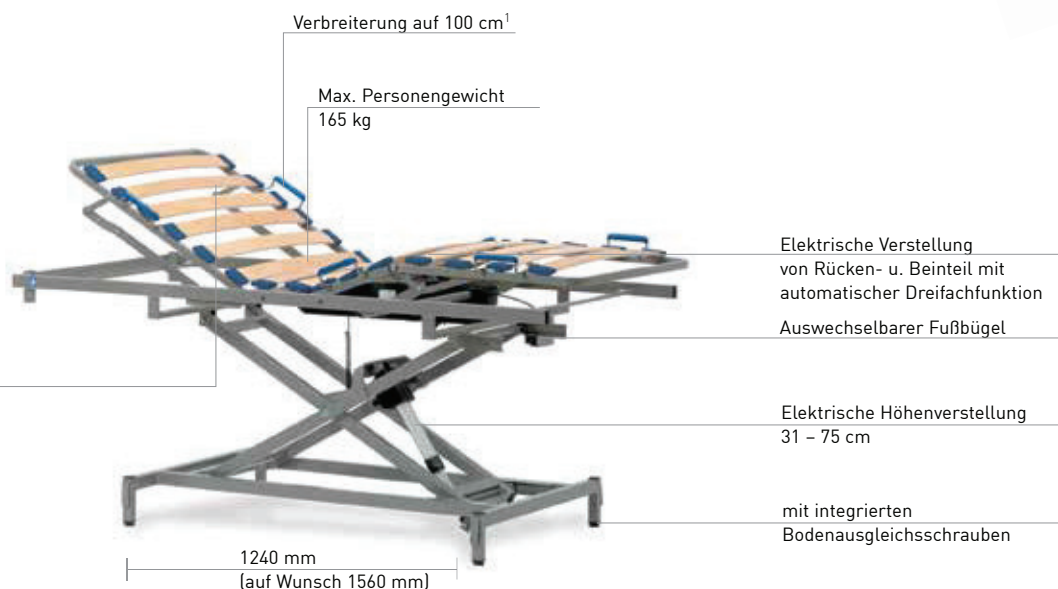 Verbreiterung auf 100 cm¹
Max. Personengewicht
165 kg
Elektrische Verstellung
von Rücken- u. Beinteil mit
automatischer Dreifachfunktion
Auswechselbarer Fußbügel
Elektrische Höhenverstellung
31 – 75 cm
mit integrierten
Bodenausgleichsschrauben
1240 mm
(auf Wunsch 1560 mm)